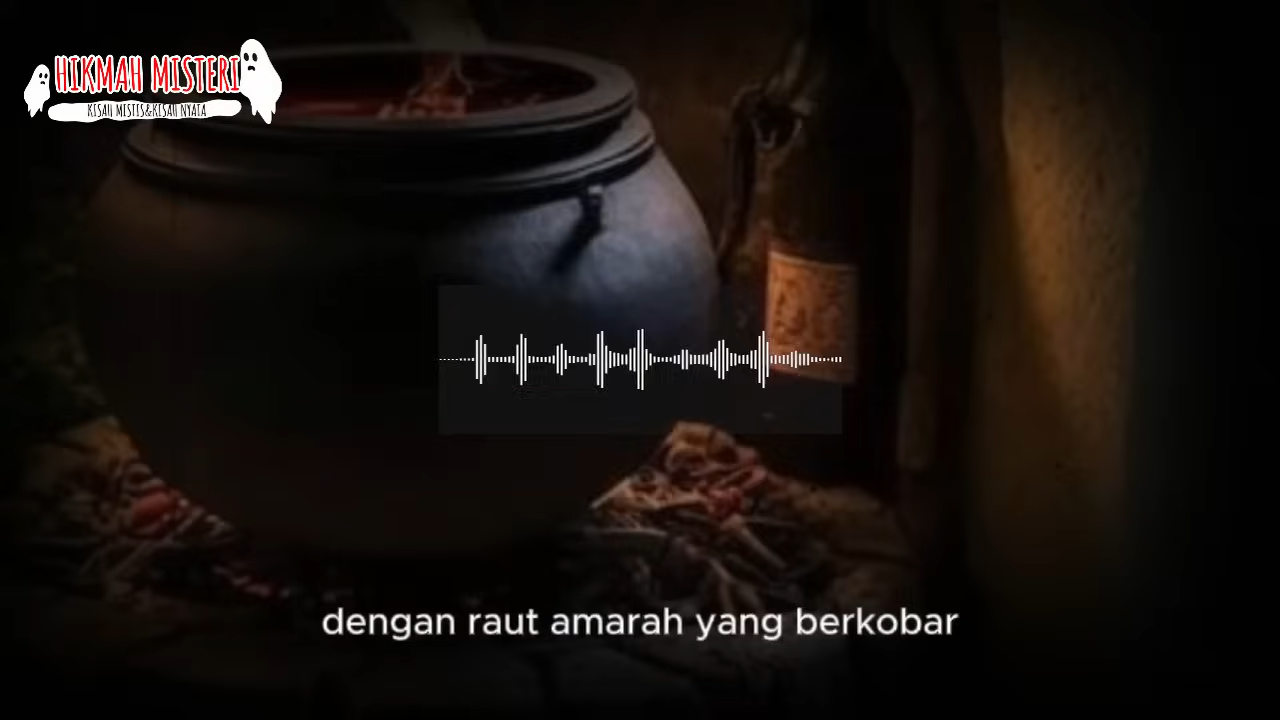 HIKMAH MISTERI
KISAH MISTIS&KISAH NYATA
dengan raut amarah yang berkobar